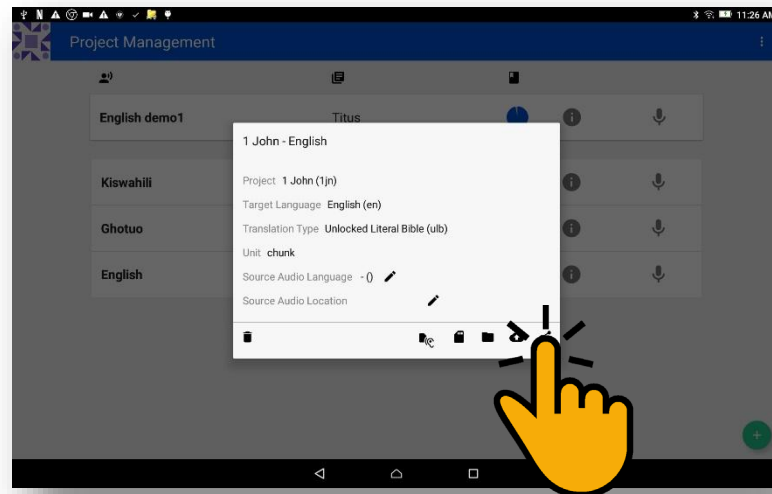 11:26 AM
Project Management
English demo1 Titus
1 John - English
Project 1 John (1jn)
Kiswahili
Target Language English (en)
Translation Type Unlocked Literal Bible (ulb)
Ghotuo
Unit chunk
Source Audio Language - ()
English
Source Audio Location